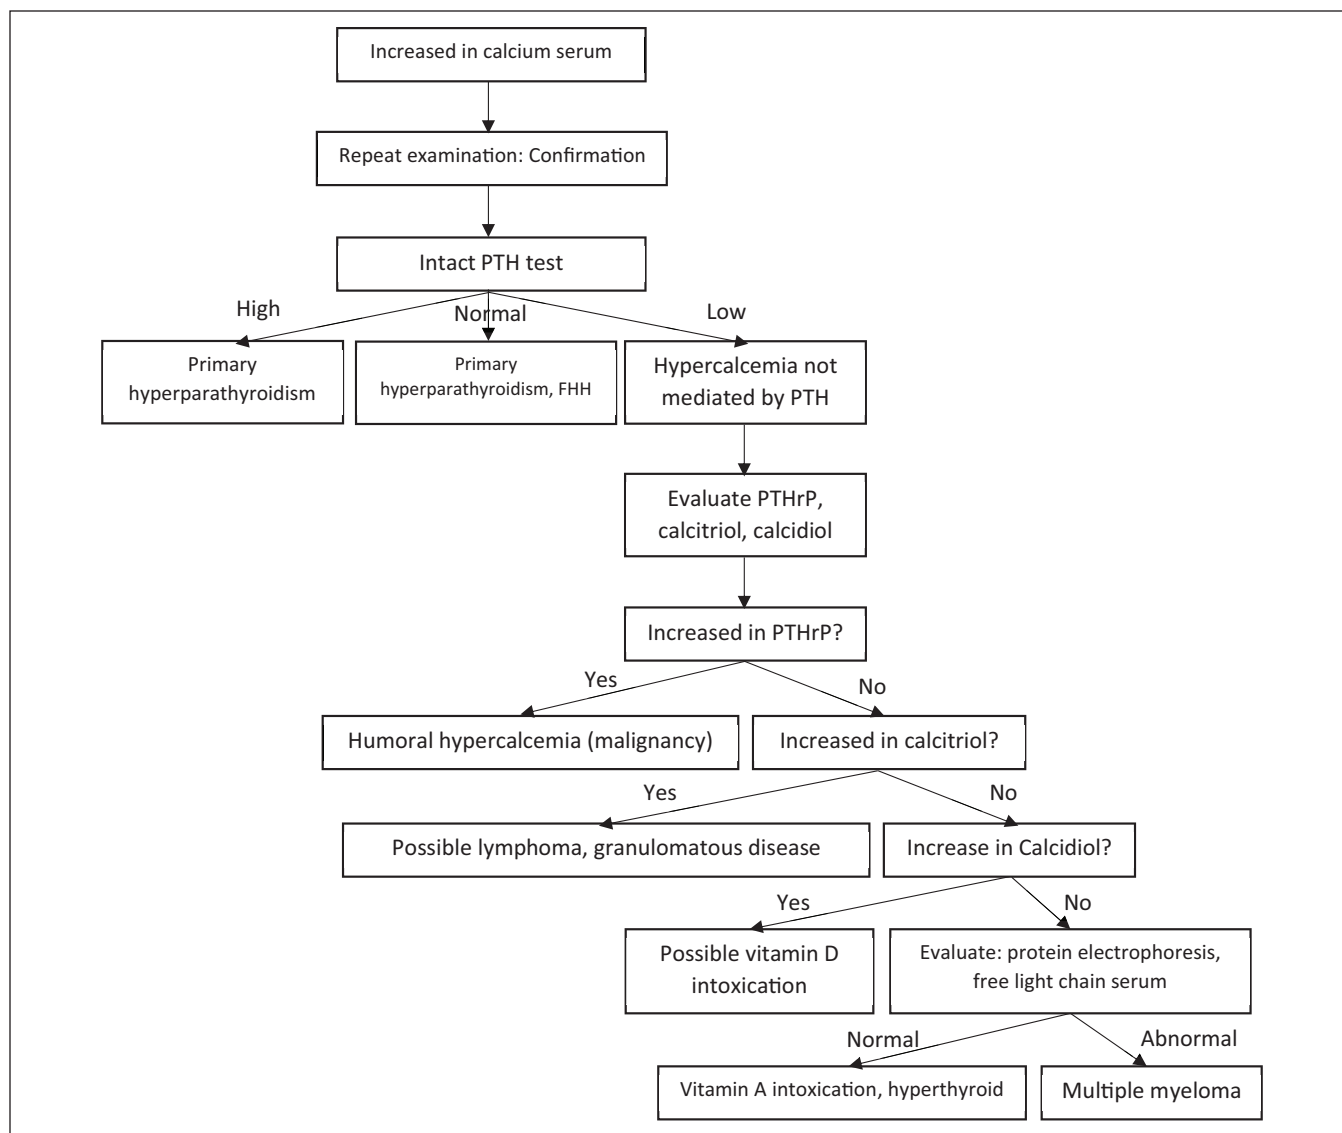 Increased in calcium serum
Repeat examination: Confirmation
Intact PTH test
High
Normal
Low
Primary
hyperparathyroidism
Primary
hyperparathyroidism, FHH
Hypercalcemia not
mediated by PTH
Evaluate PTHrP,
calcitriol, calcidiol
Increased in PTHrP?
Yes
No
Humoral hypercalcemia (malignancy)
Increased in calcitriol?
Yes
No
Possible lymphoma, granulomatous disease
Increase in Calcidiol?
Yes
No
Possible vitamin D
intoxication
Evaluate: protein electrophoresis,
free light chain serum
Normal
Abnormal
Vitamin A intoxication, hyperthyroid
Multiple myeloma